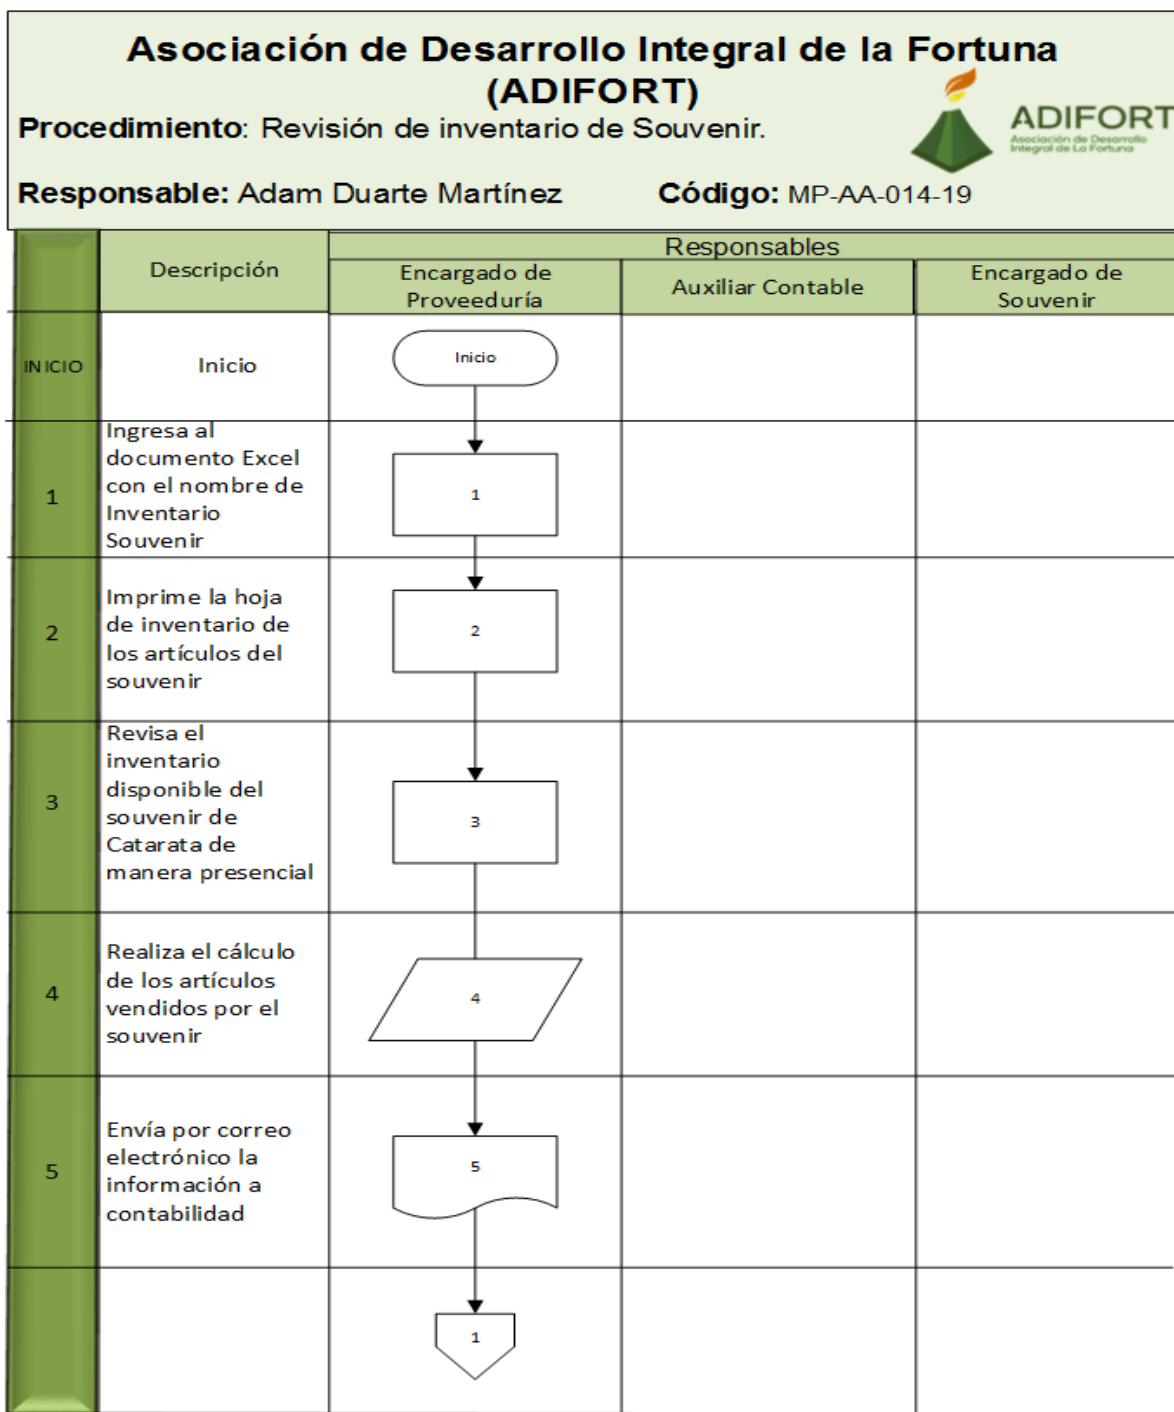 Asociación de Desarrollo Integral de la Fortuna
(ADIFORT)
Procedimiento: Revisión de inventario de Souvenir.
ADIFORT
Asociación de Desarrollo
Integral de La Fortuna
Responsable: Adam Duarte Martínez Código: MP-AA-014-19
Descripción
Responsables
Encargado de
Proveeduría
Auxiliar Contable
Encargado de
Souvenir
INICIO
Inicio
Inicio
1
Ingresa al
documento Excel
con el nombre de
Inventario
Souvenir
1
2
Imprime la hoja
de inventario de
los artículos del
souvenir
2
3
Revisa el
inventario
disponible del
souvenir de
Catarata de
manera presencial
3
4
Realiza el cálculo
de los artículos
vendidos por el
souvenir
4
5
Envía por correo
electrónico la
información a
contabilidad
5
1